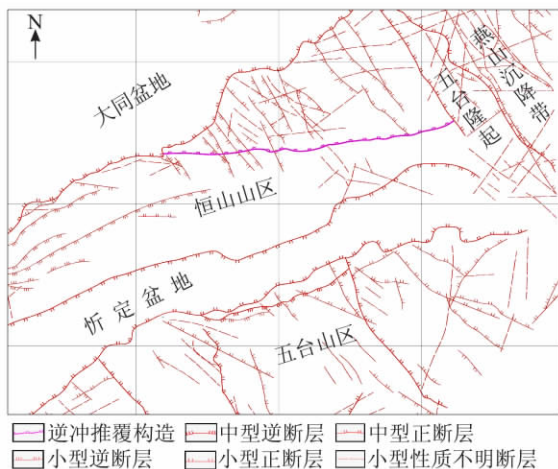 N
大同盆地
燕山沉降带
五台隆起
恒山山区
忻定盆地
五台山区
逆冲推覆构造 中型逆断层 中型正断层
小型逆断层 小型正断层 小型性质不明断层